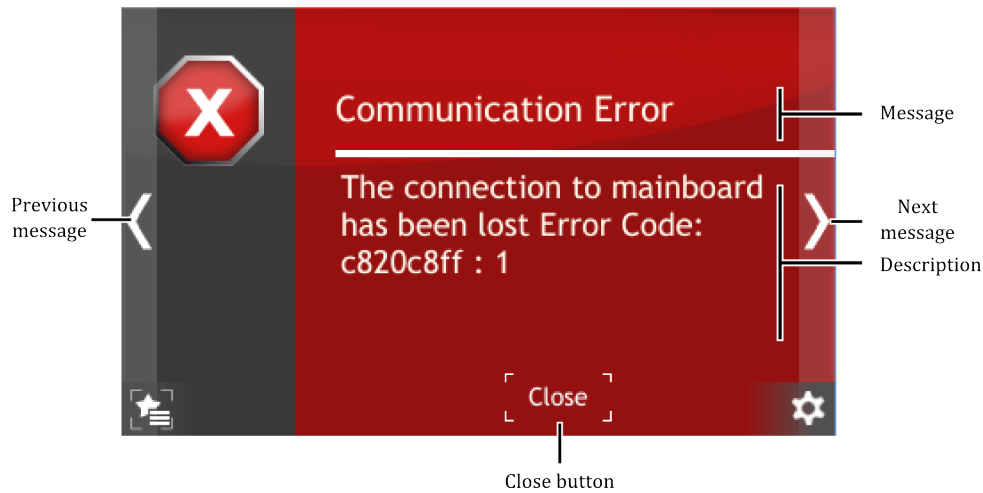 X
Communication Error
Message
The connection to mainboard
has been lost Error Code:
c820c8ff : 1
Previous
message
Next
message
Description
Close
Close button